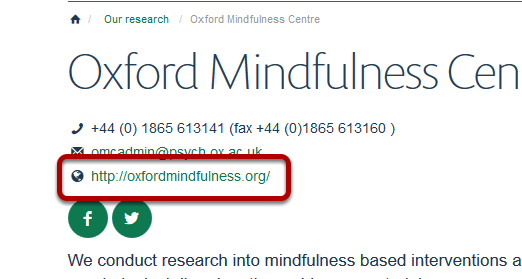 / Our research / Oxford Mindfulness Centre
Oxford Mindfulness Cen
+44 (0) 1865 613141 (fax +44 (0)1865 613160 )
omcadmin@psych.ox.ac.uk
http://oxfordmindfulness.org/
We conduct research into mindfulness based interventions a